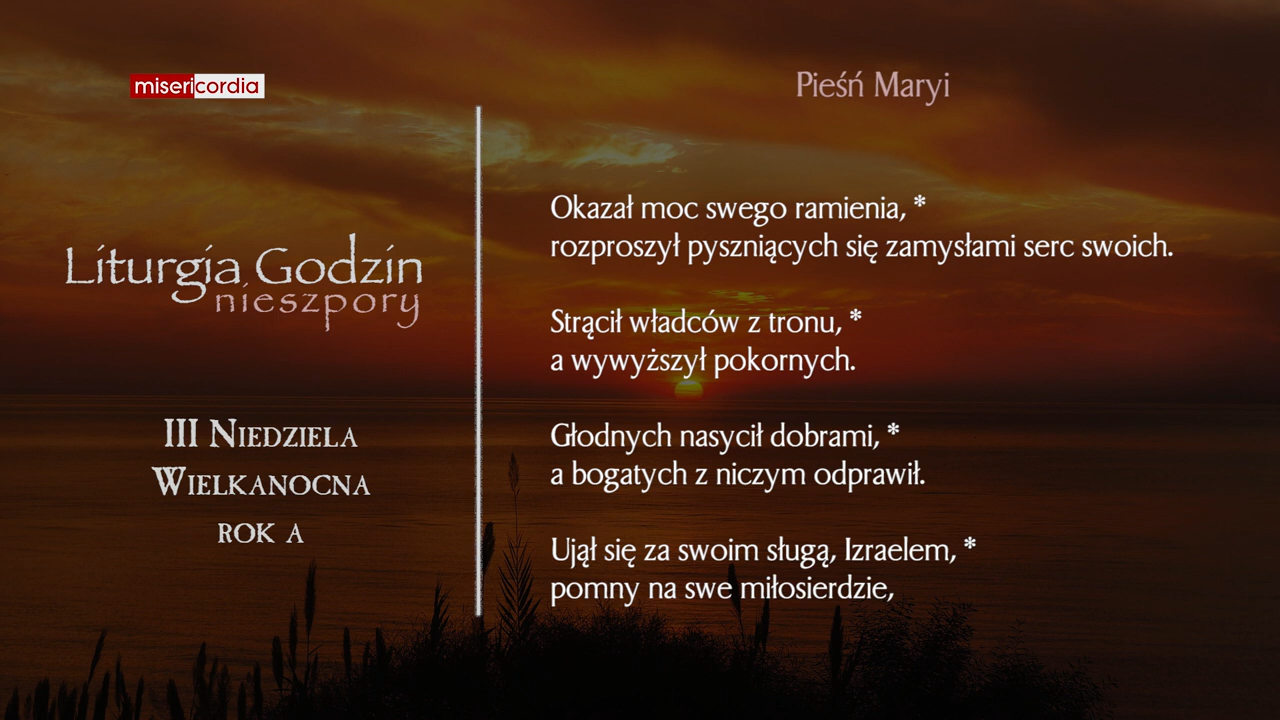 misericordia
Pieśń Maryi
Liturgia Godzin
nieszpory
III Niedziela
Wielkanocna
rok A
Okazał moc swego ramienia, *
rozproszył pyszniących się zamysłami serc swoich.
Strącił władców z tronu, *
a wywyższył pokornych.
Głodnych nasycił dobrami, *
a bogatych z niczym odprawił.
Ujął się za swoim sługą, Izraelem, *
pomny na swe miłosierdzie,